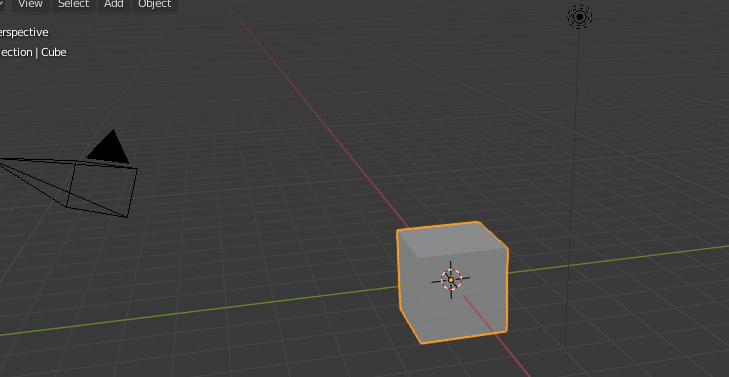 View Select Add Object
erspective
ection | Cube